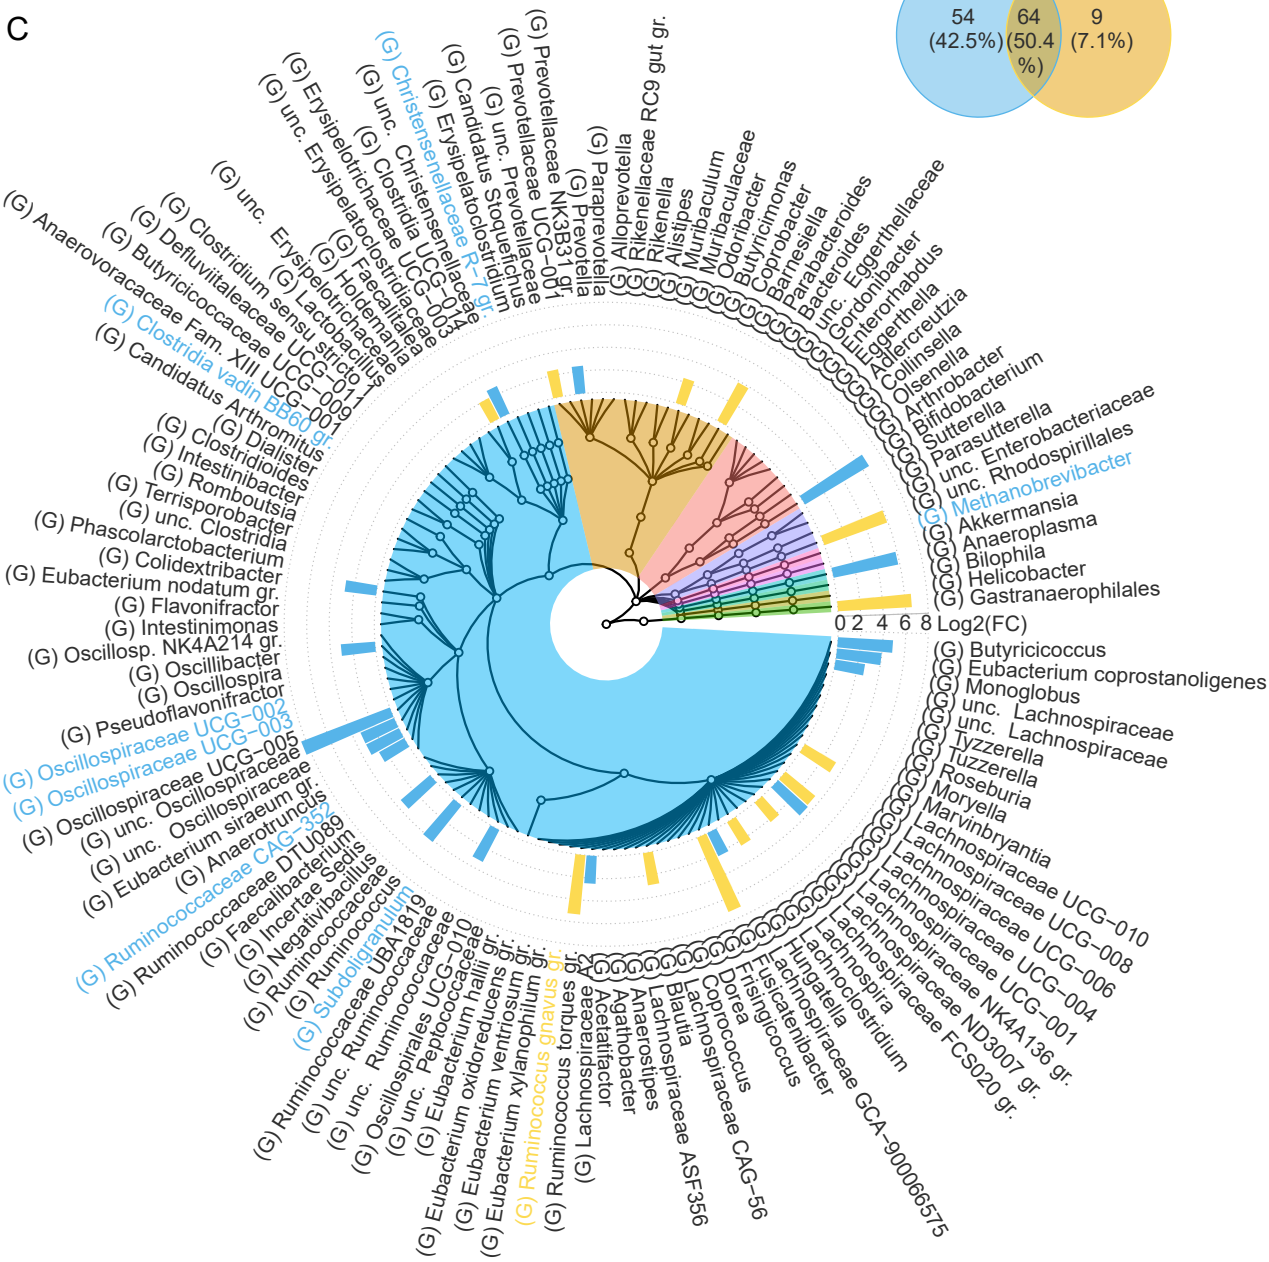 C
54
(42.5%)
64
(50.4
%)
9
(7.1%)
(G) Anaerovoracaceae Fam. XIII UCG−001
(G) Clostridia vadin BB60 gr.
(G) Candidatus Arthromitus
(G) Butyricicoccaceae UCG−009
(G) Defluviitaleaceae UCG−011
(G) Clostridium sensu stricto 1
(G) Lactobacillus
(G) unc. Erysipelotrichaceae
(G) Holdemania
(G) Faecalitalea
(G) unc. Erysipelatoclostridiaceae
(G) Erysipelotrichaceae UCG−003
(G) Clostridia UCG−014
(G) unc. Christensenellaceae
(G) Christensenellaceae R−7 gr.
(G) Erysipelatoclostridium
(G) Candidatus Stoquefichus
(G) unc. Prevotellaceae
(G) Prevotellaceae UCG−001
(G) Prevotellaceae NK3B31 gr.
(G) Prevotella
(G) Paraprevotella
(G) Alloprevotella
(G) Rikenellaceae RC9 gut gr.
(G) Rikenella
(G) Alistipes
(G) Muribaculum
(G) Muribaculaceae
(G) Odoribacter
(G) Butyricimonas
(G) Coprobacter
(G) Barnesiella
(G) Parabacteroides
(G) Bacteroides
(G) unc. Eggerthellaceae
(G) Gordonibacter
(G) Enterorhabdus
(G) Eggerthella
(G) Adlercreutzia
(G) Collinsella
(G) Olsenella
(G) Arthrobacter
(G) Bifidobacterium
(G) Sutterella
(G) Parasutterella
(G) unc. Enterobacteriaceae
(G) unc. Rhodospirillales
(G) Methanobrevibacter
(G) Akkermansia
(G) Anaeroplasma
(G) Bilophila
(G) Helicobacter
(G) Gastranaerophilales
0 2 4 6 8 Log2(FC)
(G) Butyricicoccus
(G) Eubacterium coprostanoligenes
(G) Monoglobus
(G) unc. Lachnospiraceae
(G) unc. Lachnospiraceae
(G) Tyzzerella
(G) Tuzzerella
(G) Roseburia
(G) Moryella
(G) Marvinbryantia
(G) Lachnospiraceae UCG−010
(G) Lachnospiraceae UCG−008
(G) Lachnospiraceae UCG−006
(G) Lachnospiraceae UCG−004
(G) Lachnospiraceae UCG−001
(G) Lachnospiraceae NK4A136 gr.
(G) Lachnospiraceae ND3007 gr.
(G) Lachnospiraceae FCS020 gr.
(G) Lachnospira
(G) Lachnoclostridium
(G) Hungatella
(G) Lachnospiraceae GCA−900066575
(G) Fusicatenibacter
(G) Frisingicoccus
(G) Dorea
(G) Coprococcus
(G) Lachnospiraceae CAG−56
(G) Blautia
(G) Lachnospiraceae ASF356
(G) Anaerostipes
(G) Agathobacter
(G) Acetatifactor
(G) Lachnospiraceae
(G) Ruminococcus torques gr.
(G) Ruminococcus gnavus gr.
(G) Eubacterium xylanophilum gr.
(G) Eubacterium ventriosum gr.
(G) Eubacterium oxidoreducens gr.
(G) Eubacterium hallii gr.
(G) unc. Peptococcaceae
(G) Oscillospirales UCG−010
(G) unc. Ruminococcaceae
(G) unc. Ruminococcaceae
(G) Ruminococcaceae UBA1819
(G) Subdoligranulum
(G) Ruminococcus
(G) Ruminococcaceae
(G) Negativibacillus
(G) Incertae Sedis
(G) Faecalibacterium
(G) Ruminococcaceae DTU089
(G) Ruminococcaceae CAG−352
(G) Anaerotruncus
(G) Eubacterium siraeum gr.
(G) unc. Oscillospiraceae
(G) unc. Oscillospiraceae
(G) Oscillospiraceae UCG−005
(G) Oscillospiraceae UCG−003
(G) Oscillospiraceae UCG−002
(G) Pseudoflavonifractor
(G) Oscillospira
(G) Oscillibacter
(G) Oscillosp. NK4A214 gr.
(G) Intestinimonas
(G) Flavonifractor
(G) Eubacterium nodatum gr.
(G) Colidextribacter
(G) Phascolarctobacterium
(G) unc. Clostridia
(G) Terrisporobacter
(G) Romboutsia
(G) Intestinibacter
(G) Clostridioides
(G) Dialister